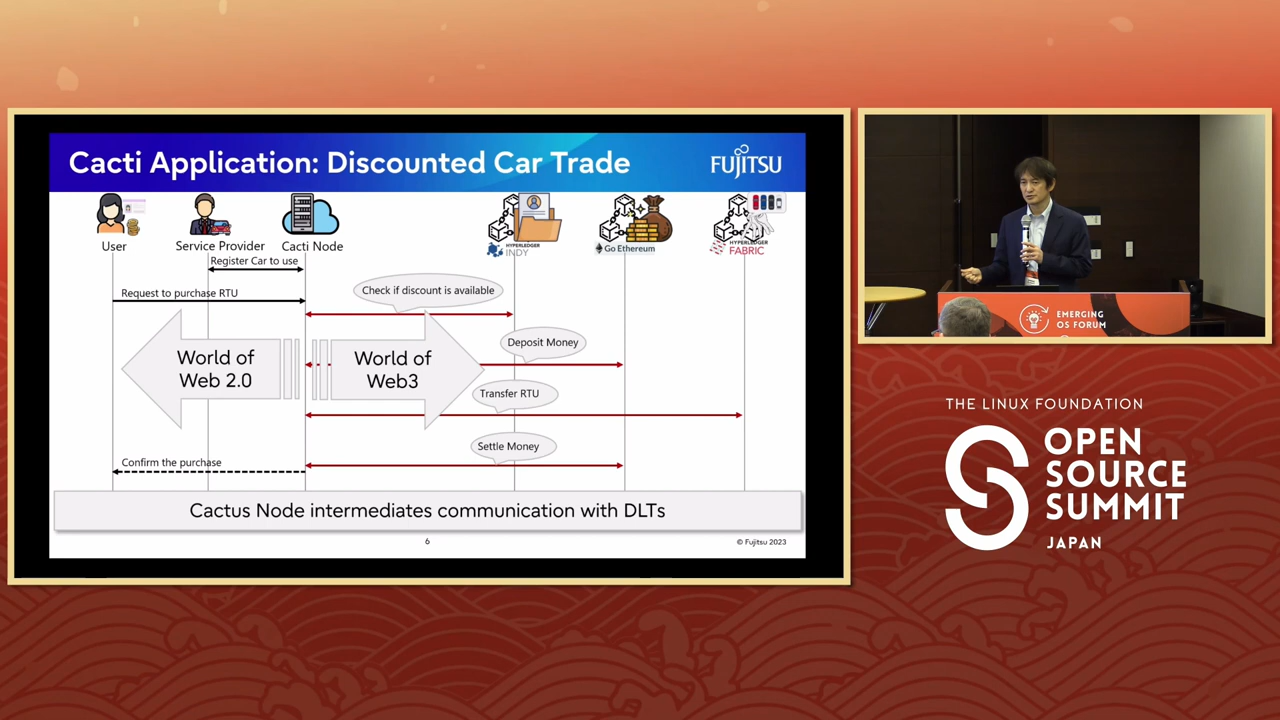 Cacti Application: Discounted Car Trade
FUJITSU
User
Service Provider
Cacti Node
HYPERLEDGER
INDY
Go Ethereum
HYPERLEDGER
FABRIC
Register Car to use
Request to purchase RTU
Check if discount is available
World of
Web 2.0
World of
Web3
Deposit Money
Transfer RTU
Settle Money
Confirm the purchase
Cactus Node intermediates communication with DLTs
6
© Fujitsu 2023
EMERGING
OS FORUM
THE LINUX FOUNDATION
OPEN
SOURCE
SUMMIT
JAPAN